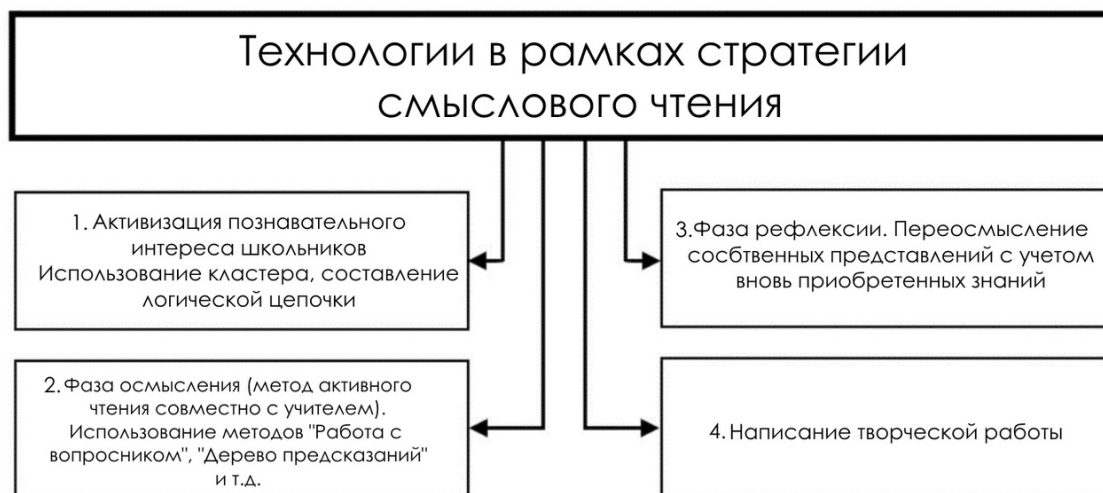 Технологии в рамках стратегии
смыслового чтения
1. Активизация познавательного
интереса школьников
Использование кластера, составление
логической цепочки
2. Фаза осмысления (метод активного
чтения совместно с учителем).
Использование методов "Работа с
вопросником", "Дерево предсказаний"
и т.д.
3.Фаза рефлексии. Переосмысление
сосбтвенных представлений с учетом
вновь приобретенных знаний
4. Написание творческой работы